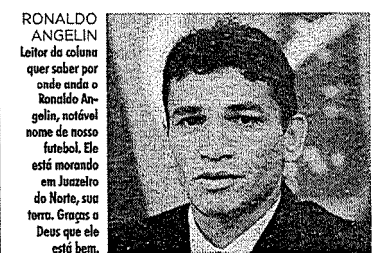 RONALDO
ANGELIN
Leitor da coluna
quer saber por
onde anda o
Ronaldo An-
gelin, notável
nome de nosso
futebol. Ele
está morando
em Juazeiro
do Norte, sua
terra. Graças a
Deus que ele
está bem.